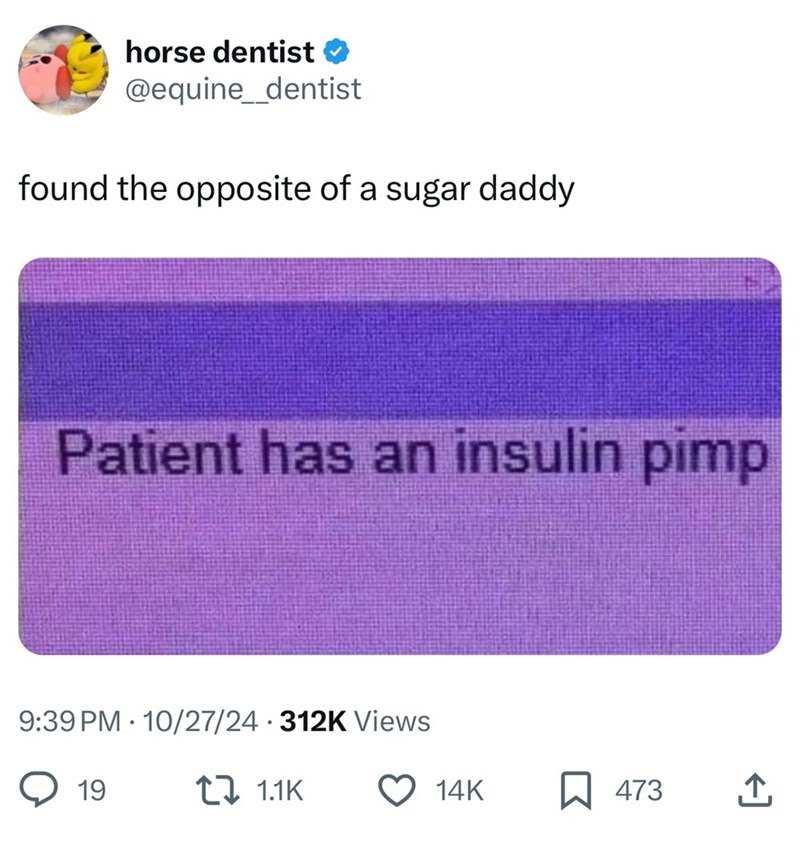 horse dentist
@equine__dentist
found the opposite of a sugar daddy
Patient has an insulin pimp
9:39 PM · 10/27/24 · 312K Views
19 1.1K 14K 473